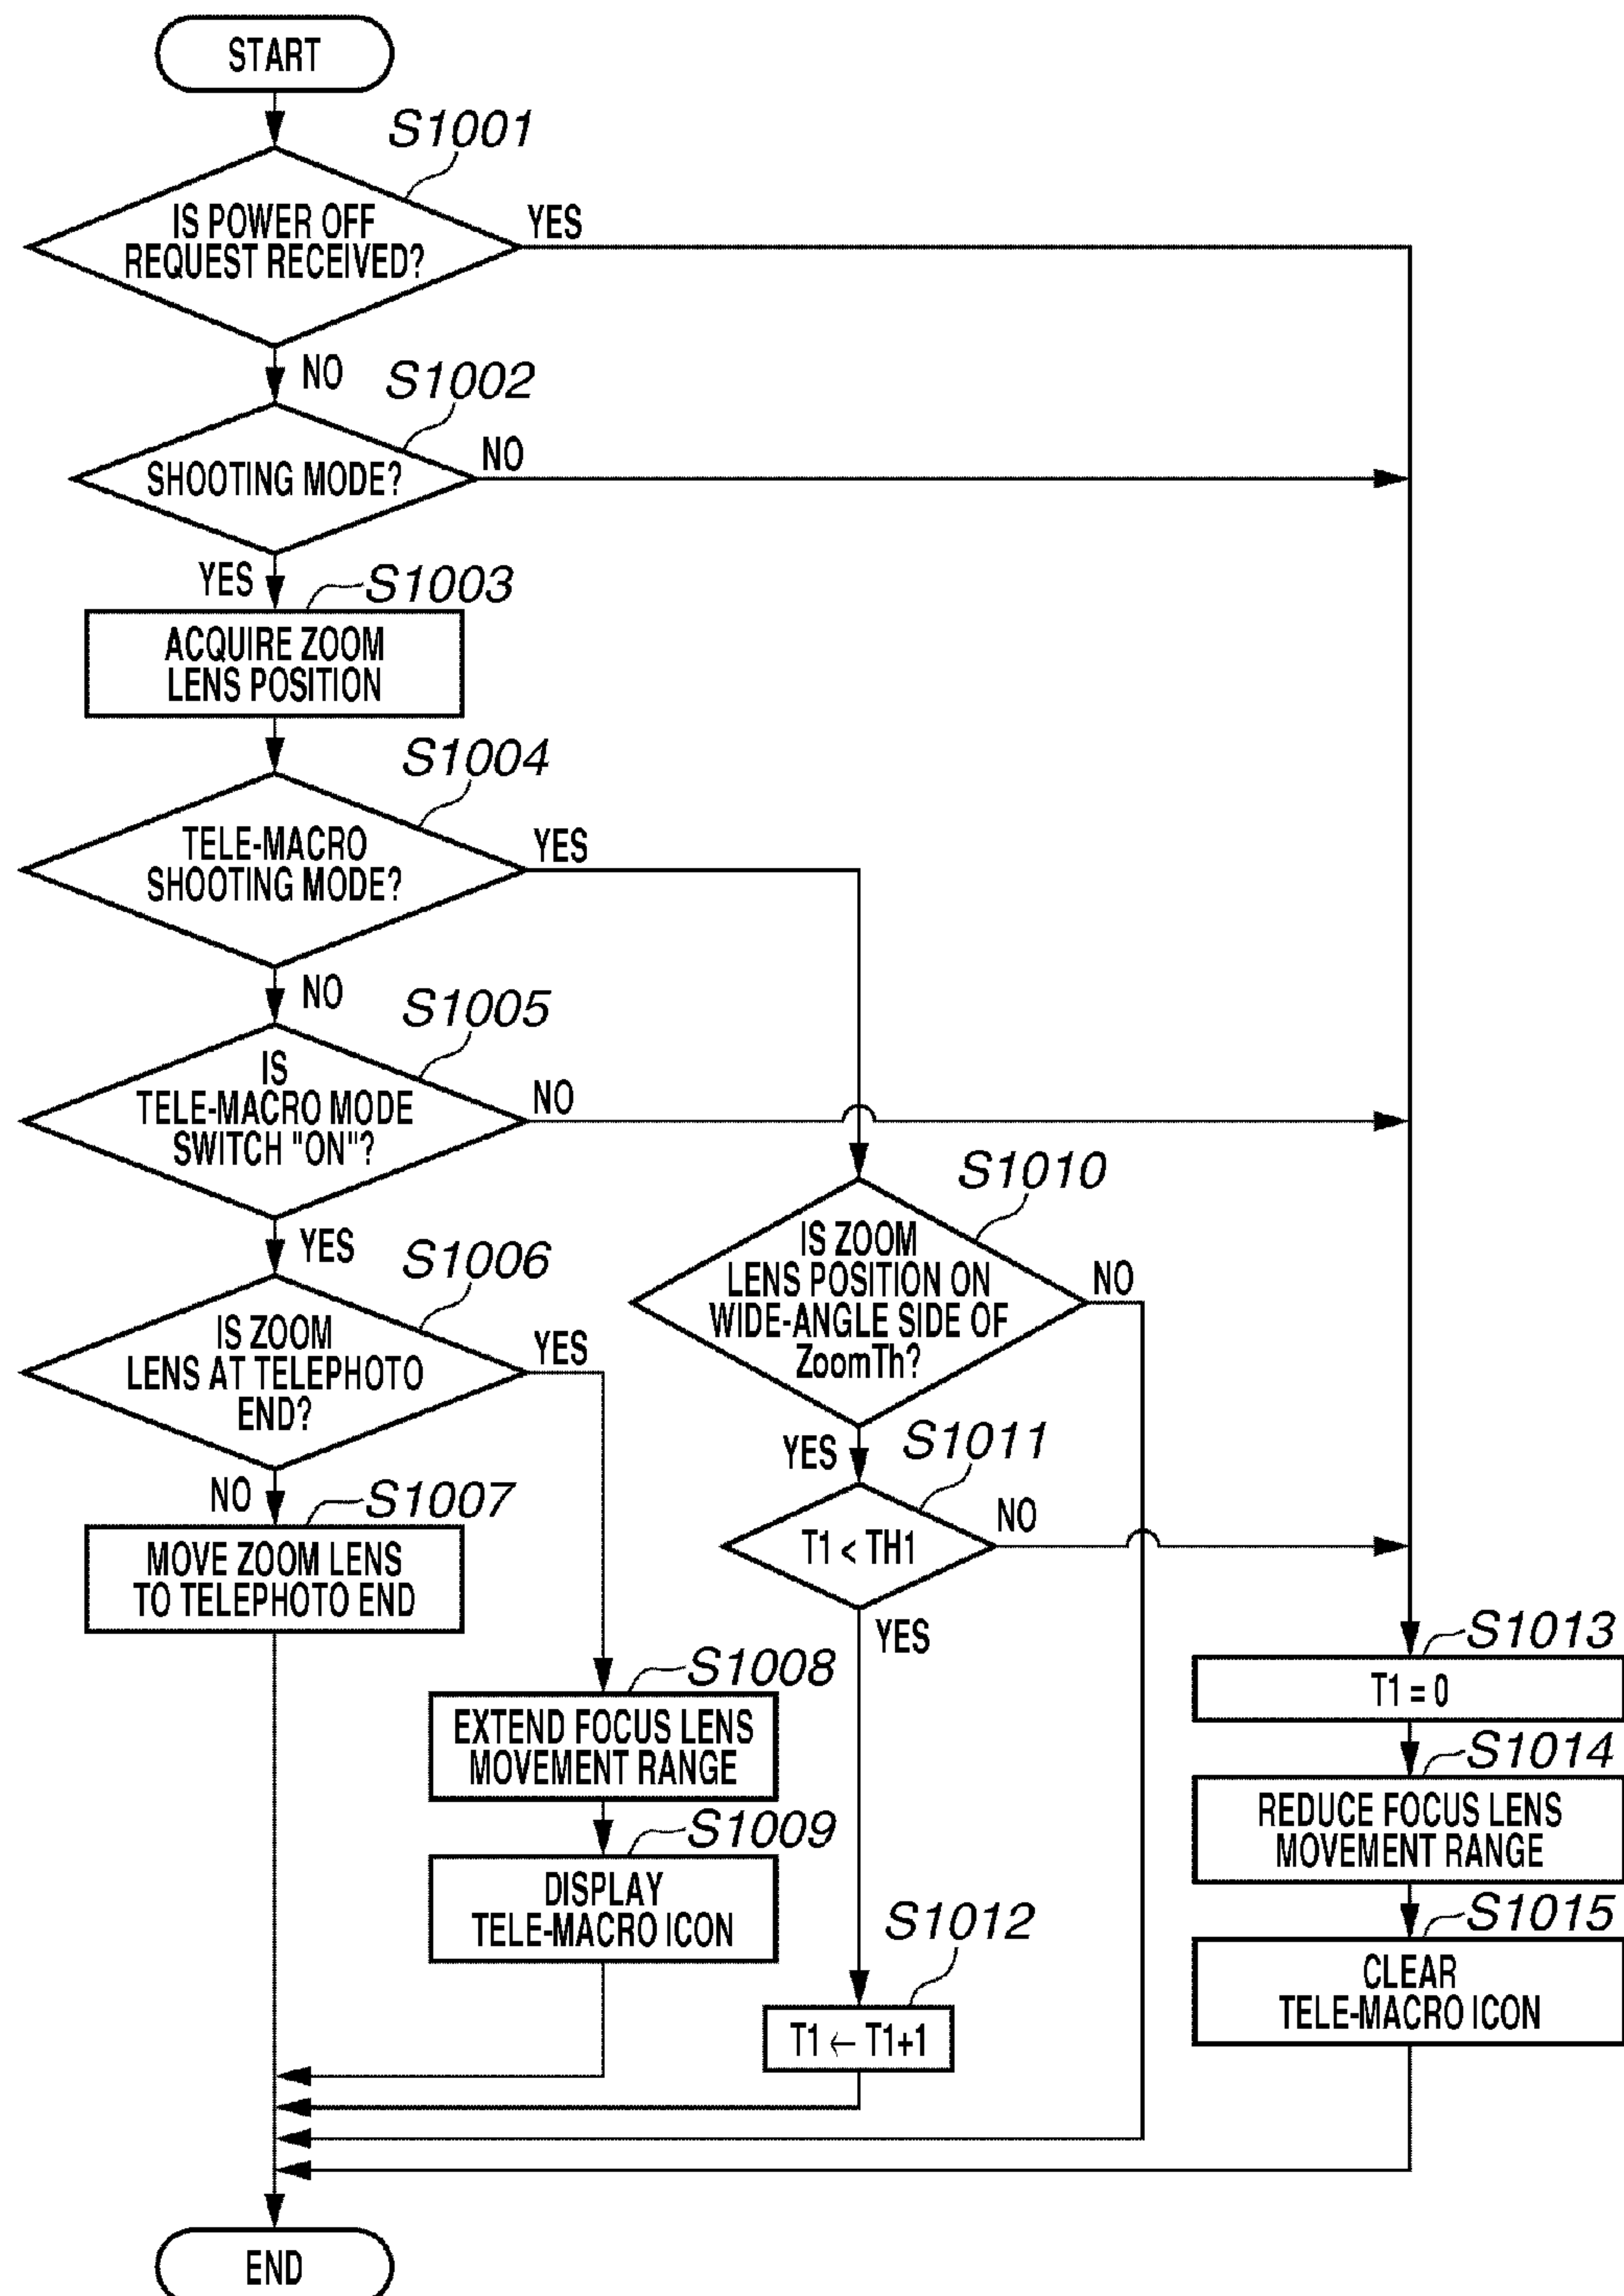 START
S1001
IS POWER OFF
REQUEST RECEIVED?
YES
NO
S1002
SHOOTING MODE?
NO
YES
S1003
ACQUIRE ZOOM
LENS POSITION
S1004
TELE-MACRO
SHOOTING MODE?
YES
NO
S1005
IS
TELE-MACRO MODE
SWITCH "ON"?
NO
YES
S1006
IS ZOOM
LENS AT TELEPHOTO
END?
YES
NO
S1007
MOVE ZOOM LENS
TO TELEPHOTO END
S1008
EXTEND FOCUS LENS
MOVEMENT RANGE
S1009
DISPLAY
TELE-MACRO ICON
S1010
IS ZOOM
LENS POSITION ON
WIDE-ANGLE SIDE OF
ZoomTh?
NO
YES
S1011
T1 < TH1
NO
YES
S1012
T1 ← T1+1
S1013
T1 = 0
S1014
REDUCE FOCUS LENS
MOVEMENT RANGE
S1015
CLEAR
TELE-MACRO ICON
END